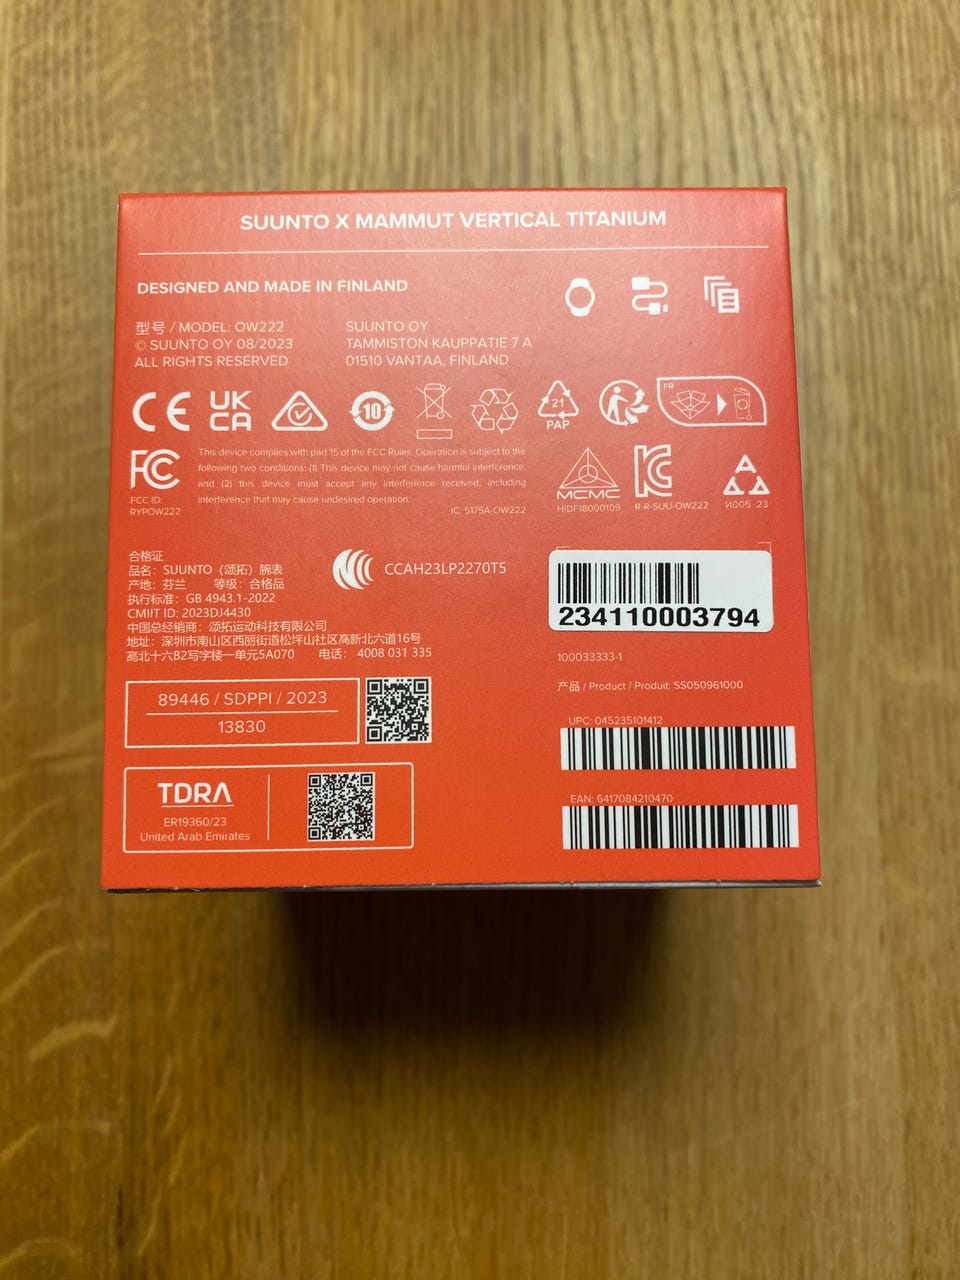 SUUNTO X MAMMUT VERTICAL TITANIUM
DESIGNED AND MADE IN FINLAND
型号 / MODEL: OW222
© SUUNTO OY 08/2023
ALL RIGHTS RESERVED
SUUNTO OY
TAMMISTON KAUPPATIE 7 A
01510 VANTAA, FINLAND
CE
UK
CA
10
21
PAP
FR
FC
FCC ID:
RYPOW222
This device complies with part 15 of the FCC Rules. Operation is subject to the
following two conditions: (1) This device may not cause harmful interference,
and (2) this device must accept any interference received, including
interference that may cause undesired operation.
IC: 5175A-OW222
MCMC
HIDF18000109
KC
R-R-SUU-OW222
И005 23
合格证
品名: SUUNTO（颂拓）腕表
产地: 芬兰 等级: 合格品
执行标准: GB 4943.1-2022
CMIIT ID: 2023DJ4430
中国总经销商: 颂拓运动科技有限公司
地址: 深圳市南山区西丽街道松坪山社区高新北六道16号
高北十六B2写字楼一单元5A070 电话: 4008 031 335
CCAH23LP2270T5
234110003794
100033333-1
产品 / Product / Produit: SS050961000
89446 / SDPPI / 2023
13830
UPC: 045235101412
TDRA
ER19360/23
United Arab Emirates
EAN: 6417084210470